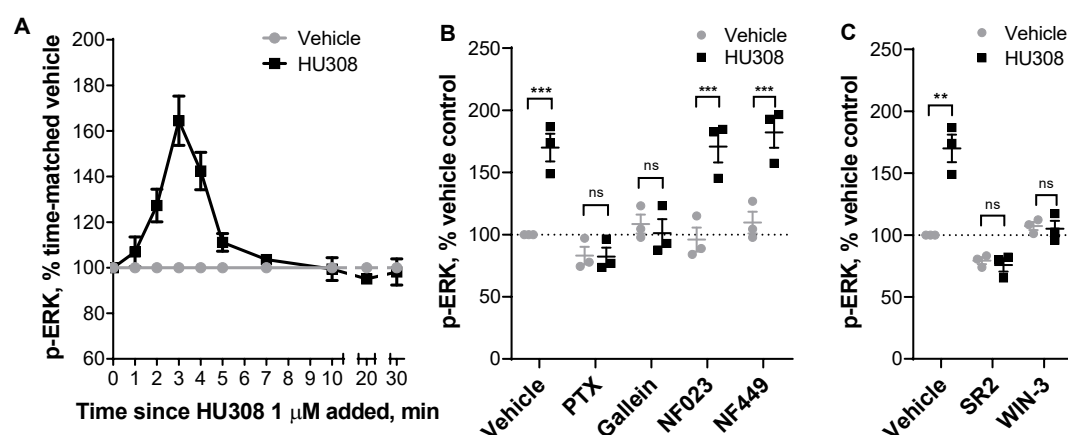 A
Vehicle
HU308
p-ERK, % time-matched vehicle
200
180
160
140
120
100
80
60
0 1 2 3 4 5 6 7 8 9 10 20 30
Time since HU308 1 μM added, min
B
Vehicle
HU308
p-ERK, % vehicle control
250
200
150
100
50
0
***
ns
ns
***
***
Vehicle
PTX
Gallein
NF023
NF449
C
Vehicle
HU308
p-ERK, % vehicle control
250
200
150
100
50
0
**
ns
ns
Vehicle
SR2
WIN-3